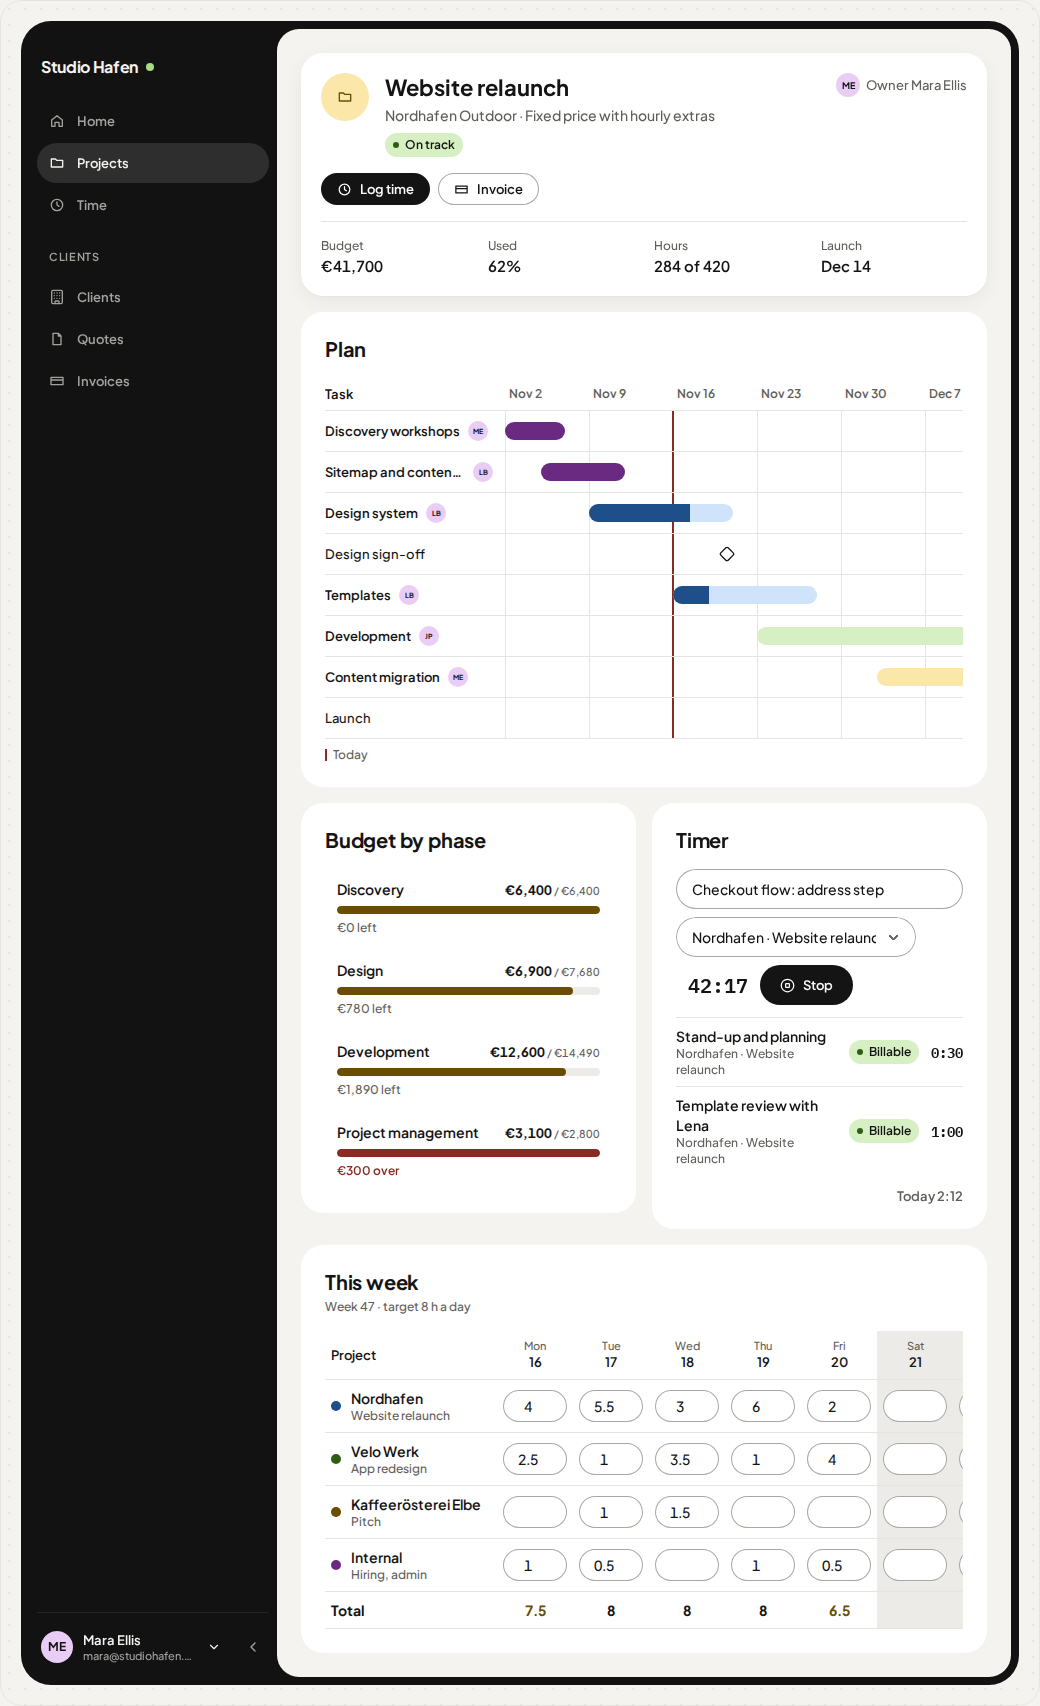 Studio Hafen
Home
Projects
Time
CLIENTS
Clients
Quotes
Invoices
ME
Mara Ellis
mara@studiohafen....
Website relaunch
Nordhafen Outdoor · Fixed price with hourly extras
On track
ME Owner Mara Ellis
Log time
Invoice
Budget
€41,700
Used
62%
Hours
284 of 420
Launch
Dec 14
Plan
Task Nov 2 Nov 9 Nov 16 Nov 23 Nov 30 Dec 7
Discovery workshops ME
Sitemap and conten... LB
Design system LB
Design sign-off
Templates LB
Development JP
Content migration ME
Launch
Today
Budget by phase
Discovery €6,400 / €6,400
€0 left
Design €6,900 / €7,680
€780 left
Development €12,600 / €14,490
€1,890 left
Project management €3,100 / €2,800
€300 over
Timer
Checkout flow: address step
Nordhafen · Website relaunc
42:17 Stop
Stand-up and planning
Nordhafen · Website
relaunch
Billable 0:30
Template review with
Lena
Nordhafen · Website
relaunch
Billable 1:00
Today 2:12
This week
Week 47 · target 8 h a day
Project
Mon Tue Wed Thu Fri Sat
16 17 18 19 20 21
Nordhafen
Website relaunch
4 5.5 3 6 2
Velo Werk
App redesign
2.5 1 3.5 1 4
Kaffeerösterei Elbe
Pitch
1 1.5
Internal
Hiring, admin
1 0.5 1 0.5
Total 7.5 8 8 8 6.5